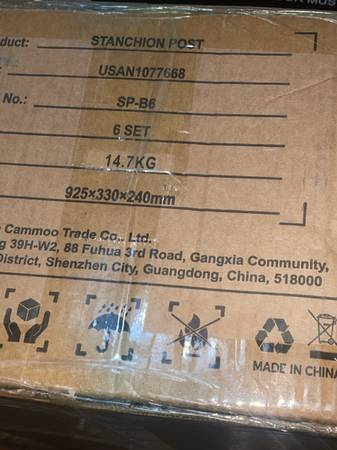 duct: STANCHION POST
USAN1077668
No.: SP-B6
6 SET
14.7KG
925×330×240mm
Cammoo Trade Co., Ltd.
g 39H-W2, 88 Fuhua 3rd Road, Gangxia Community,
District, Shenzhen City, Guangdong, China, 518000
MADE IN CHINA